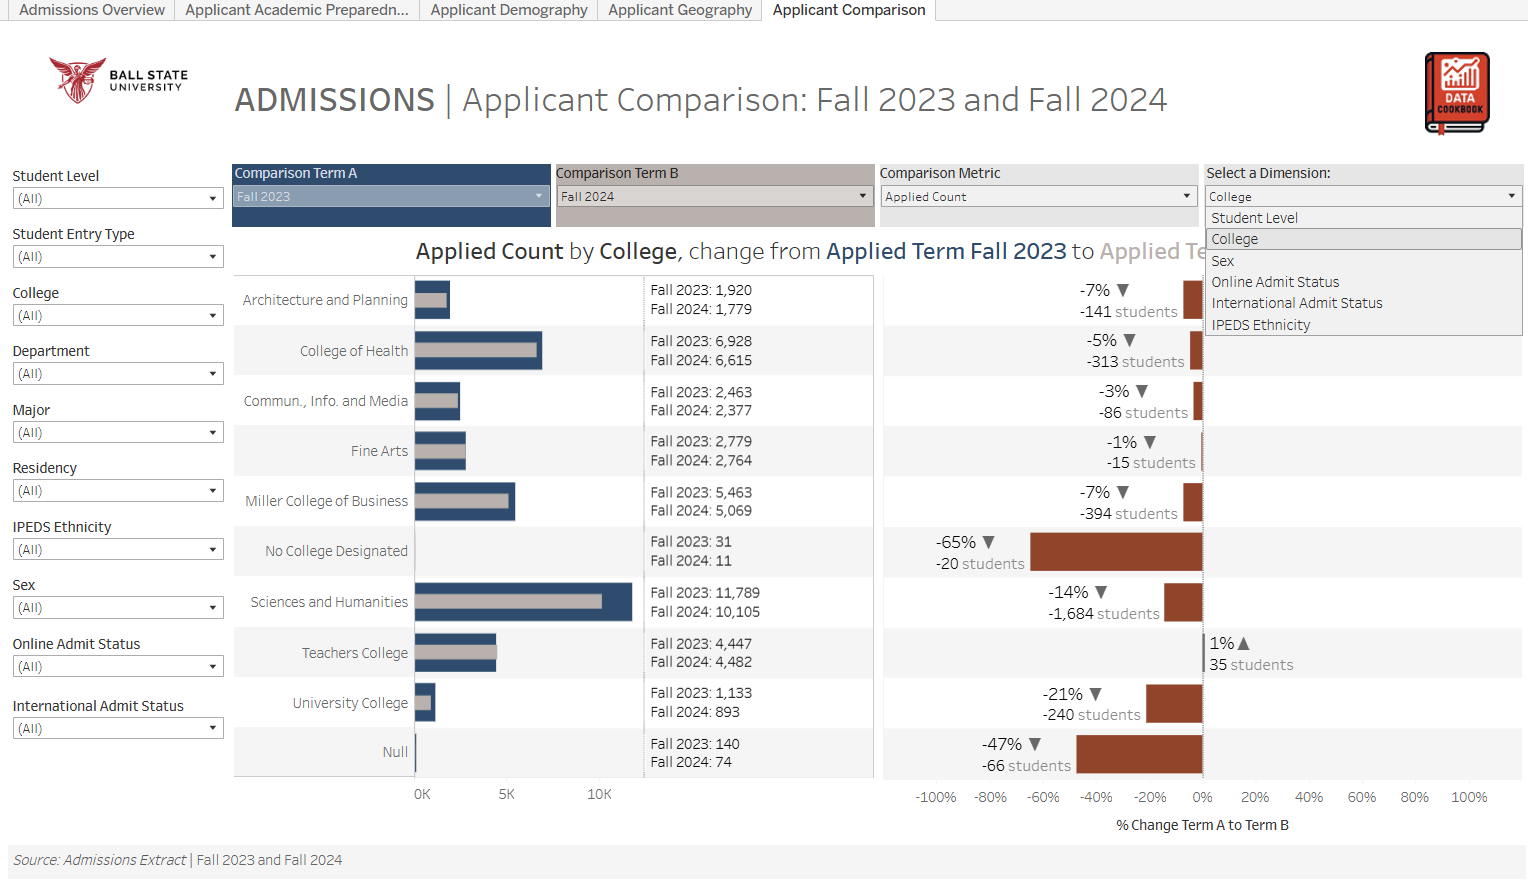 Admissions Overview
Applicant Academic Preparedn...
Applicant Demography
Applicant Geography
Applicant Comparison
BALL STATE
UNIVERSITY
ADMISSIONS | Applicant Comparison: Fall 2023 and Fall 2024
DATA
COOKBOOK
Student Level
(All)
Student Entry Type
(All)
College
(All)
Department
(All)
Major
(All)
Residency
(All)
IPEDS Ethnicity
(All)
Sex
(All)
Online Admit Status
(All)
International Admit Status
(All)
Comparison Term A
Fall 2023
Comparison Term B
Fall 2024
Comparison Metric
Applied Count
Select a Dimension:
College
Student Level
College
Sex
Online Admit Status
International Admit Status
IPEDS Ethnicity
Applied Count by College, change from Applied Term Fall 2023 to Applied
Architecture and Planning
Fall 2023: 1,920
Fall 2024: 1,779
-7% ▼
-141 students
College of Health
Fall 2023: 6,928
Fall 2024: 6,615
-5% ▼
-313 students
Commun., Info. and Media
Fall 2023: 2,463
Fall 2024: 2,377
-3% ▼
-86 students
Fine Arts
Fall 2023: 2,779
Fall 2024: 2,764
-1% ▼
-15 students
Miller College of Business
Fall 2023: 5,463
Fall 2024: 5,069
-7% ▼
-394 students
No College Designated
Fall 2023: 31
Fall 2024: 11
-65% ▼
-20 students
Sciences and Humanities
Fall 2023: 11,789
Fall 2024: 10,105
-14% ▼
-1,684 students
Teachers College
Fall 2023: 4,447
Fall 2024: 4,482
1% ▲
35 students
University College
Fall 2023: 1,133
Fall 2024: 893
-21% ▼
-240 students
Null
Fall 2023: 140
Fall 2024: 74
-47% ▼
-66 students
0K 5K 10K
-100% -80% -60% -40% -20% 0% 20% 40% 60% 80% 100%
% Change Term A to Term B
Source: Admissions Extract | Fall 2023 and Fall 2024